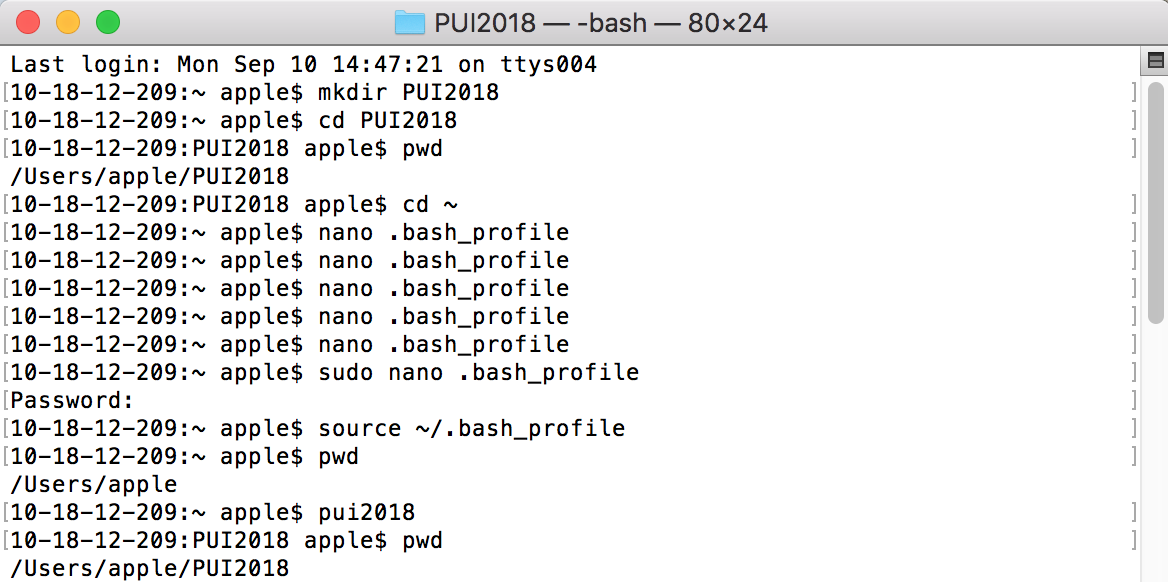 PUI2018 — -bash — 80×24
Last login: Mon Sep 10 14:47:21 on ttys004
[10-18-12-209:~ apple$ mkdir PUI2018 ]
[10-18-12-209:~ apple$ cd PUI2018 ]
[10-18-12-209:PUI2018 apple$ pwd ]
/Users/apple/PUI2018
[10-18-12-209:PUI2018 apple$ cd ~ ]
[10-18-12-209:~ apple$ nano .bash_profile ]
[10-18-12-209:~ apple$ nano .bash_profile ]
[10-18-12-209:~ apple$ nano .bash_profile ]
[10-18-12-209:~ apple$ nano .bash_profile ]
[10-18-12-209:~ apple$ nano .bash_profile ]
[10-18-12-209:~ apple$ sudo nano .bash_profile ]
[Password: ]
[10-18-12-209:~ apple$ source ~/.bash_profile ]
[10-18-12-209:~ apple$ pwd ]
/Users/apple
[10-18-12-209:~ apple$ pui2018 ]
[10-18-12-209:PUI2018 apple$ pwd ]
/Users/apple/PUI2018